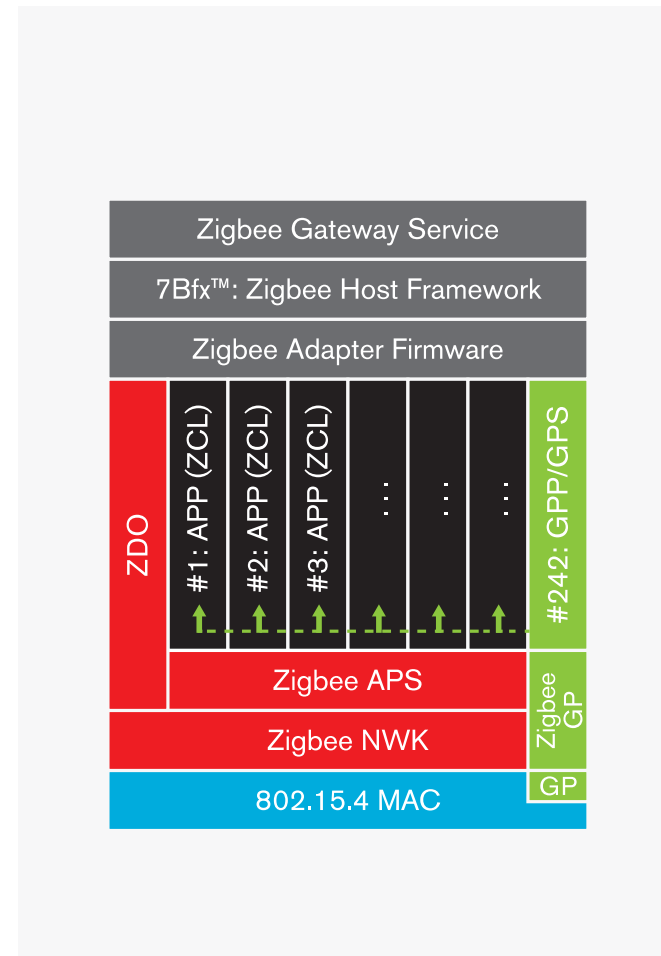 Zigbee Gateway Service
7Bfx™: Zigbee Host Framework
Zigbee Adapter Firmware
ZDO
#1: APP (ZCL)
#2: APP (ZCL)
#3: APP (ZCL)
...
...
...
#242: GPP/GPS
Zigbee APS
Zigbee
GP
Zigbee NWK
GP
802.15.4 MAC